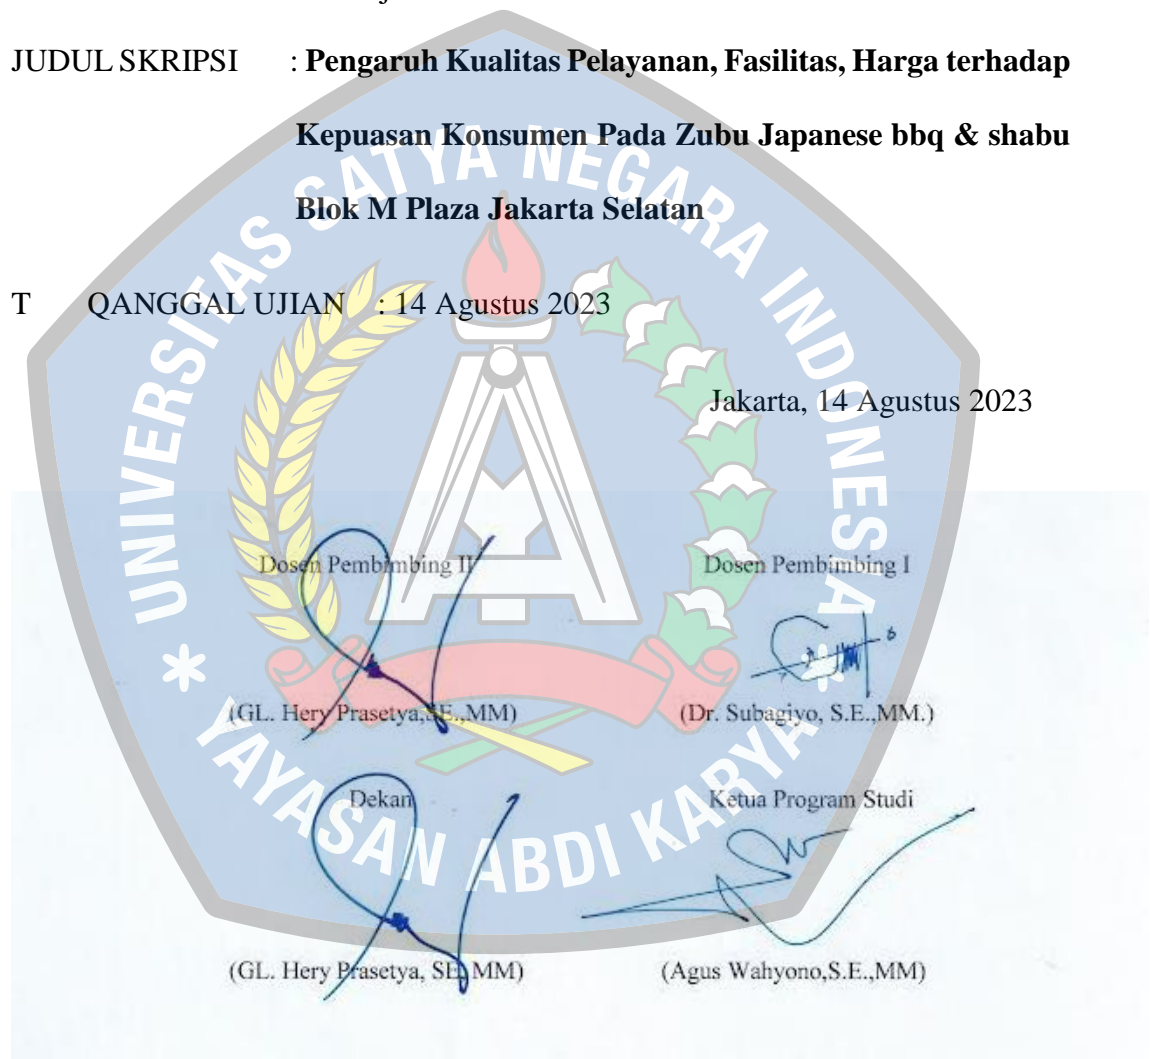 JUDUL SKRIPSI : Pengaruh Kualitas Pelayanan, Fasilitas, Harga terhadap
Kepuasan Konsumen Pada Zubu Japanese bbq & shabu
Blok M Plaza Jakarta Selatan
T QANGGAL UJIAN : 14 Agustus 2023
Jakarta, 14 Agustus 2023
Dosen Pembimbing II Dosen Pembimbing I
(GL. Hery Prasetya,SE.,MM) (Dr. Subagiyo, S.E.,MM.)
Dekan Ketua Program Studi
(GL. Hery Prasetya, SE, MM) (Agus Wahyono,S.E.,MM)
UNIVERSITAS SATYA NEGARA INDONESIA
* YAYASAN ABDI KARYA *